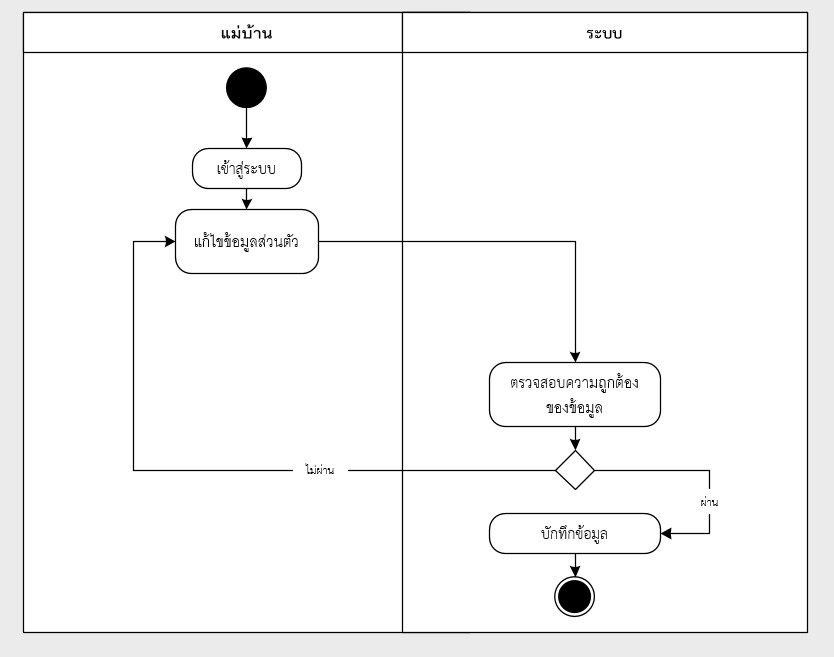 แม่บ้าน
ระบบ
เข้าสู่ระบบ
แก้ไขข้อมูลส่วนตัว
ตรวจสอบความถูกต้อง
ของข้อมูล
ไม่ผ่าน
ผ่าน
บักทึกข้อมูล